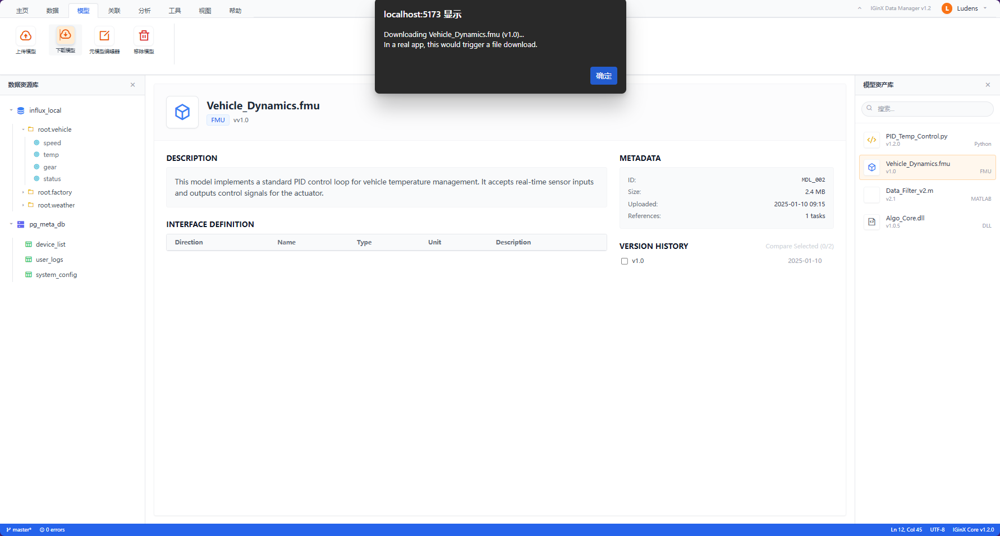 主页
数据
模型
关联
分析
工具
视图
帮助
IGinX Data Manager v1.2
L
Ludens
上传模型
下载模型
元模型编辑器
移除模型
localhost:5173 显示
Downloading Vehicle_Dynamics.fmu (v1.0)...
In a real app, this would trigger a file download.
确定
数据资源库
influx_local
root.vehicle
speed
temp
gear
status
root.factory
root.weather
pg_meta_db
device_list
user_logs
system_config
Vehicle_Dynamics.fmu
FMU
vv1.0
DESCRIPTION
This model implements a standard PID control loop for vehicle temperature management. It accepts real-time sensor inputs
and outputs control signals for the actuator.
INTERFACE DEFINITION
Direction Name Type Unit Description
METADATA
ID: MDL_002
Size: 2.4 MB
Uploaded: 2025-01-10 09:15
References: 1 tasks
VERSION HISTORY Compare Selected (0/2)
v1.0 2025-01-10
模型资产库
搜索...
PID_Temp_Control.py
v1.2.0 Python
Vehicle_Dynamics.fmu
v1.0 FMU
Data_Filter_v2.m
v2.1 MATLAB
Algo_Core.dll
v1.0.5 DLL
master* 0 errors
Ln 12, Col 45 UTF-8 IGinX Core v1.2.0